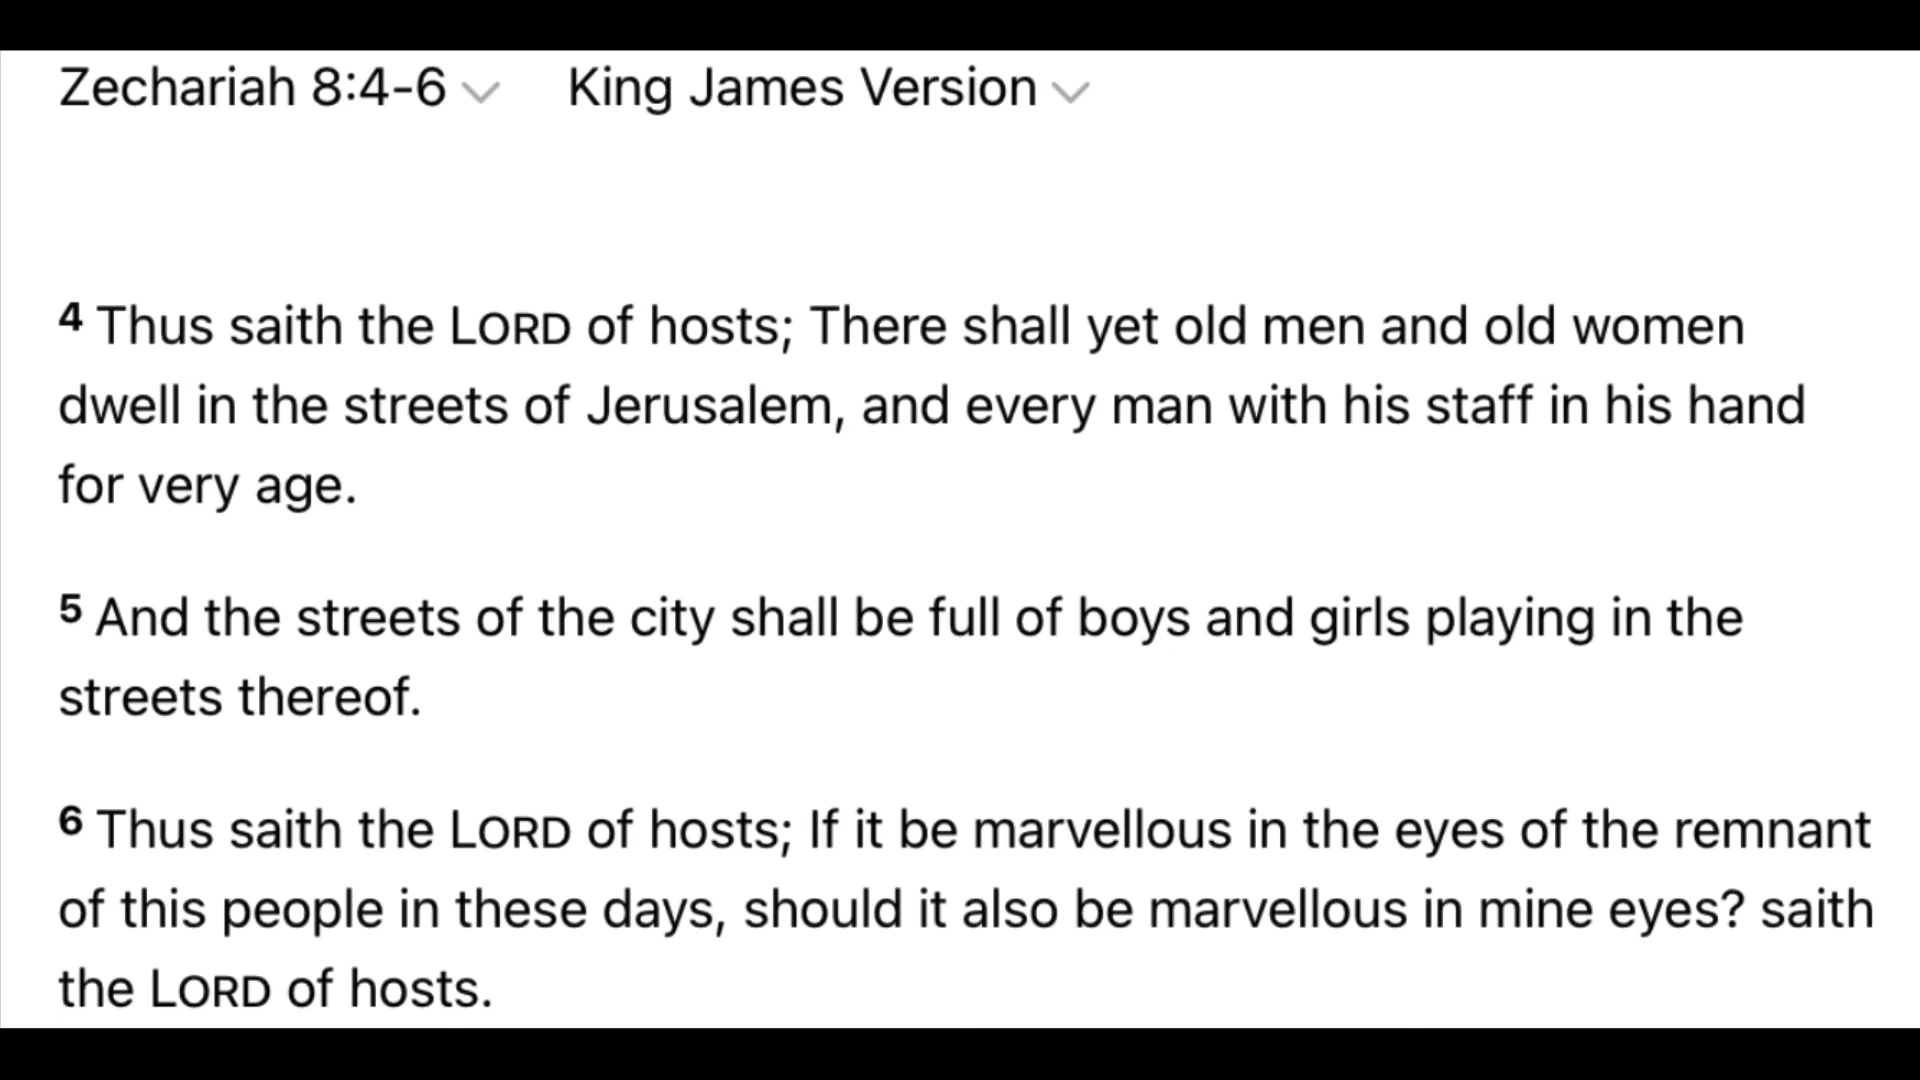 Zechariah 8:4-6 King James Version
4 Thus saith the LORD of hosts; There shall yet old men and old women
dwell in the streets of Jerusalem, and every man with his staff in his hand
for very age.
5 And the streets of the city shall be full of boys and girls playing in the
streets thereof.
6 Thus saith the LORD of hosts; If it be marvellous in the eyes of the remnant
of this people in these days, should it also be marvellous in mine eyes? saith
the LORD of hosts.